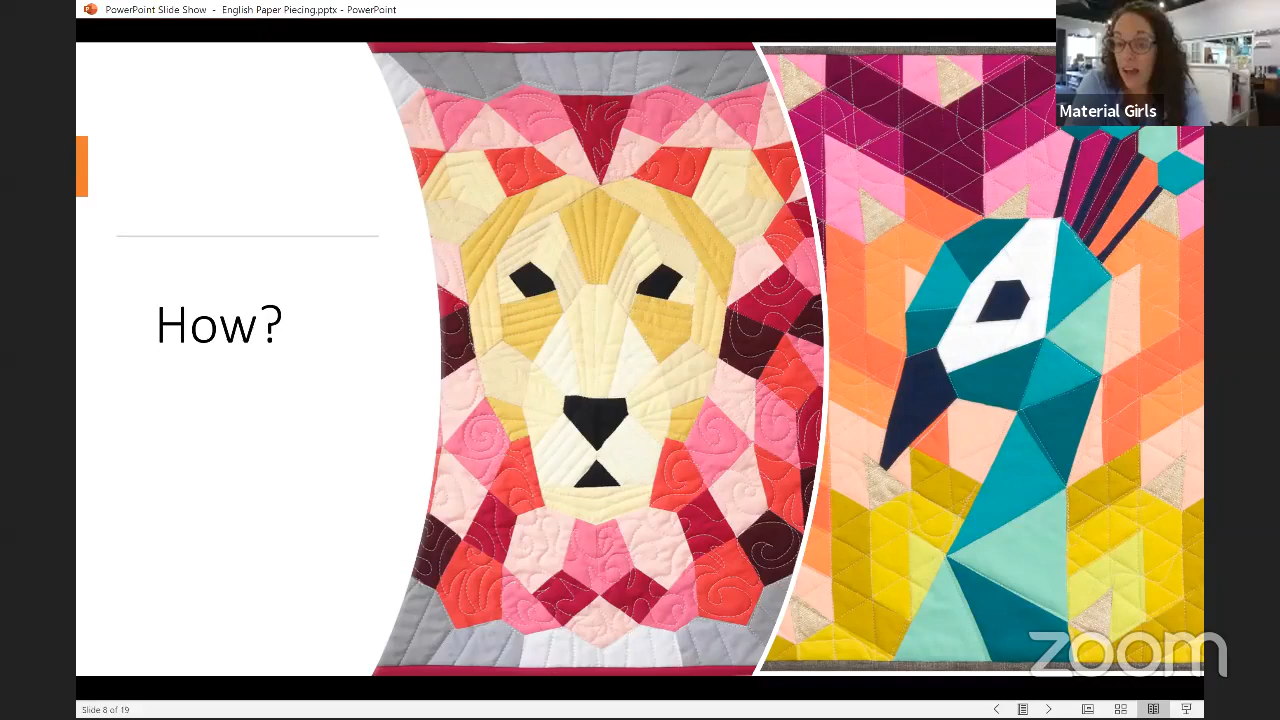 PowerPoint Slide Show - English Paper Piecing.pptx - PowerPoint
Material Girls
How?
zoom
Slide 8 of 19